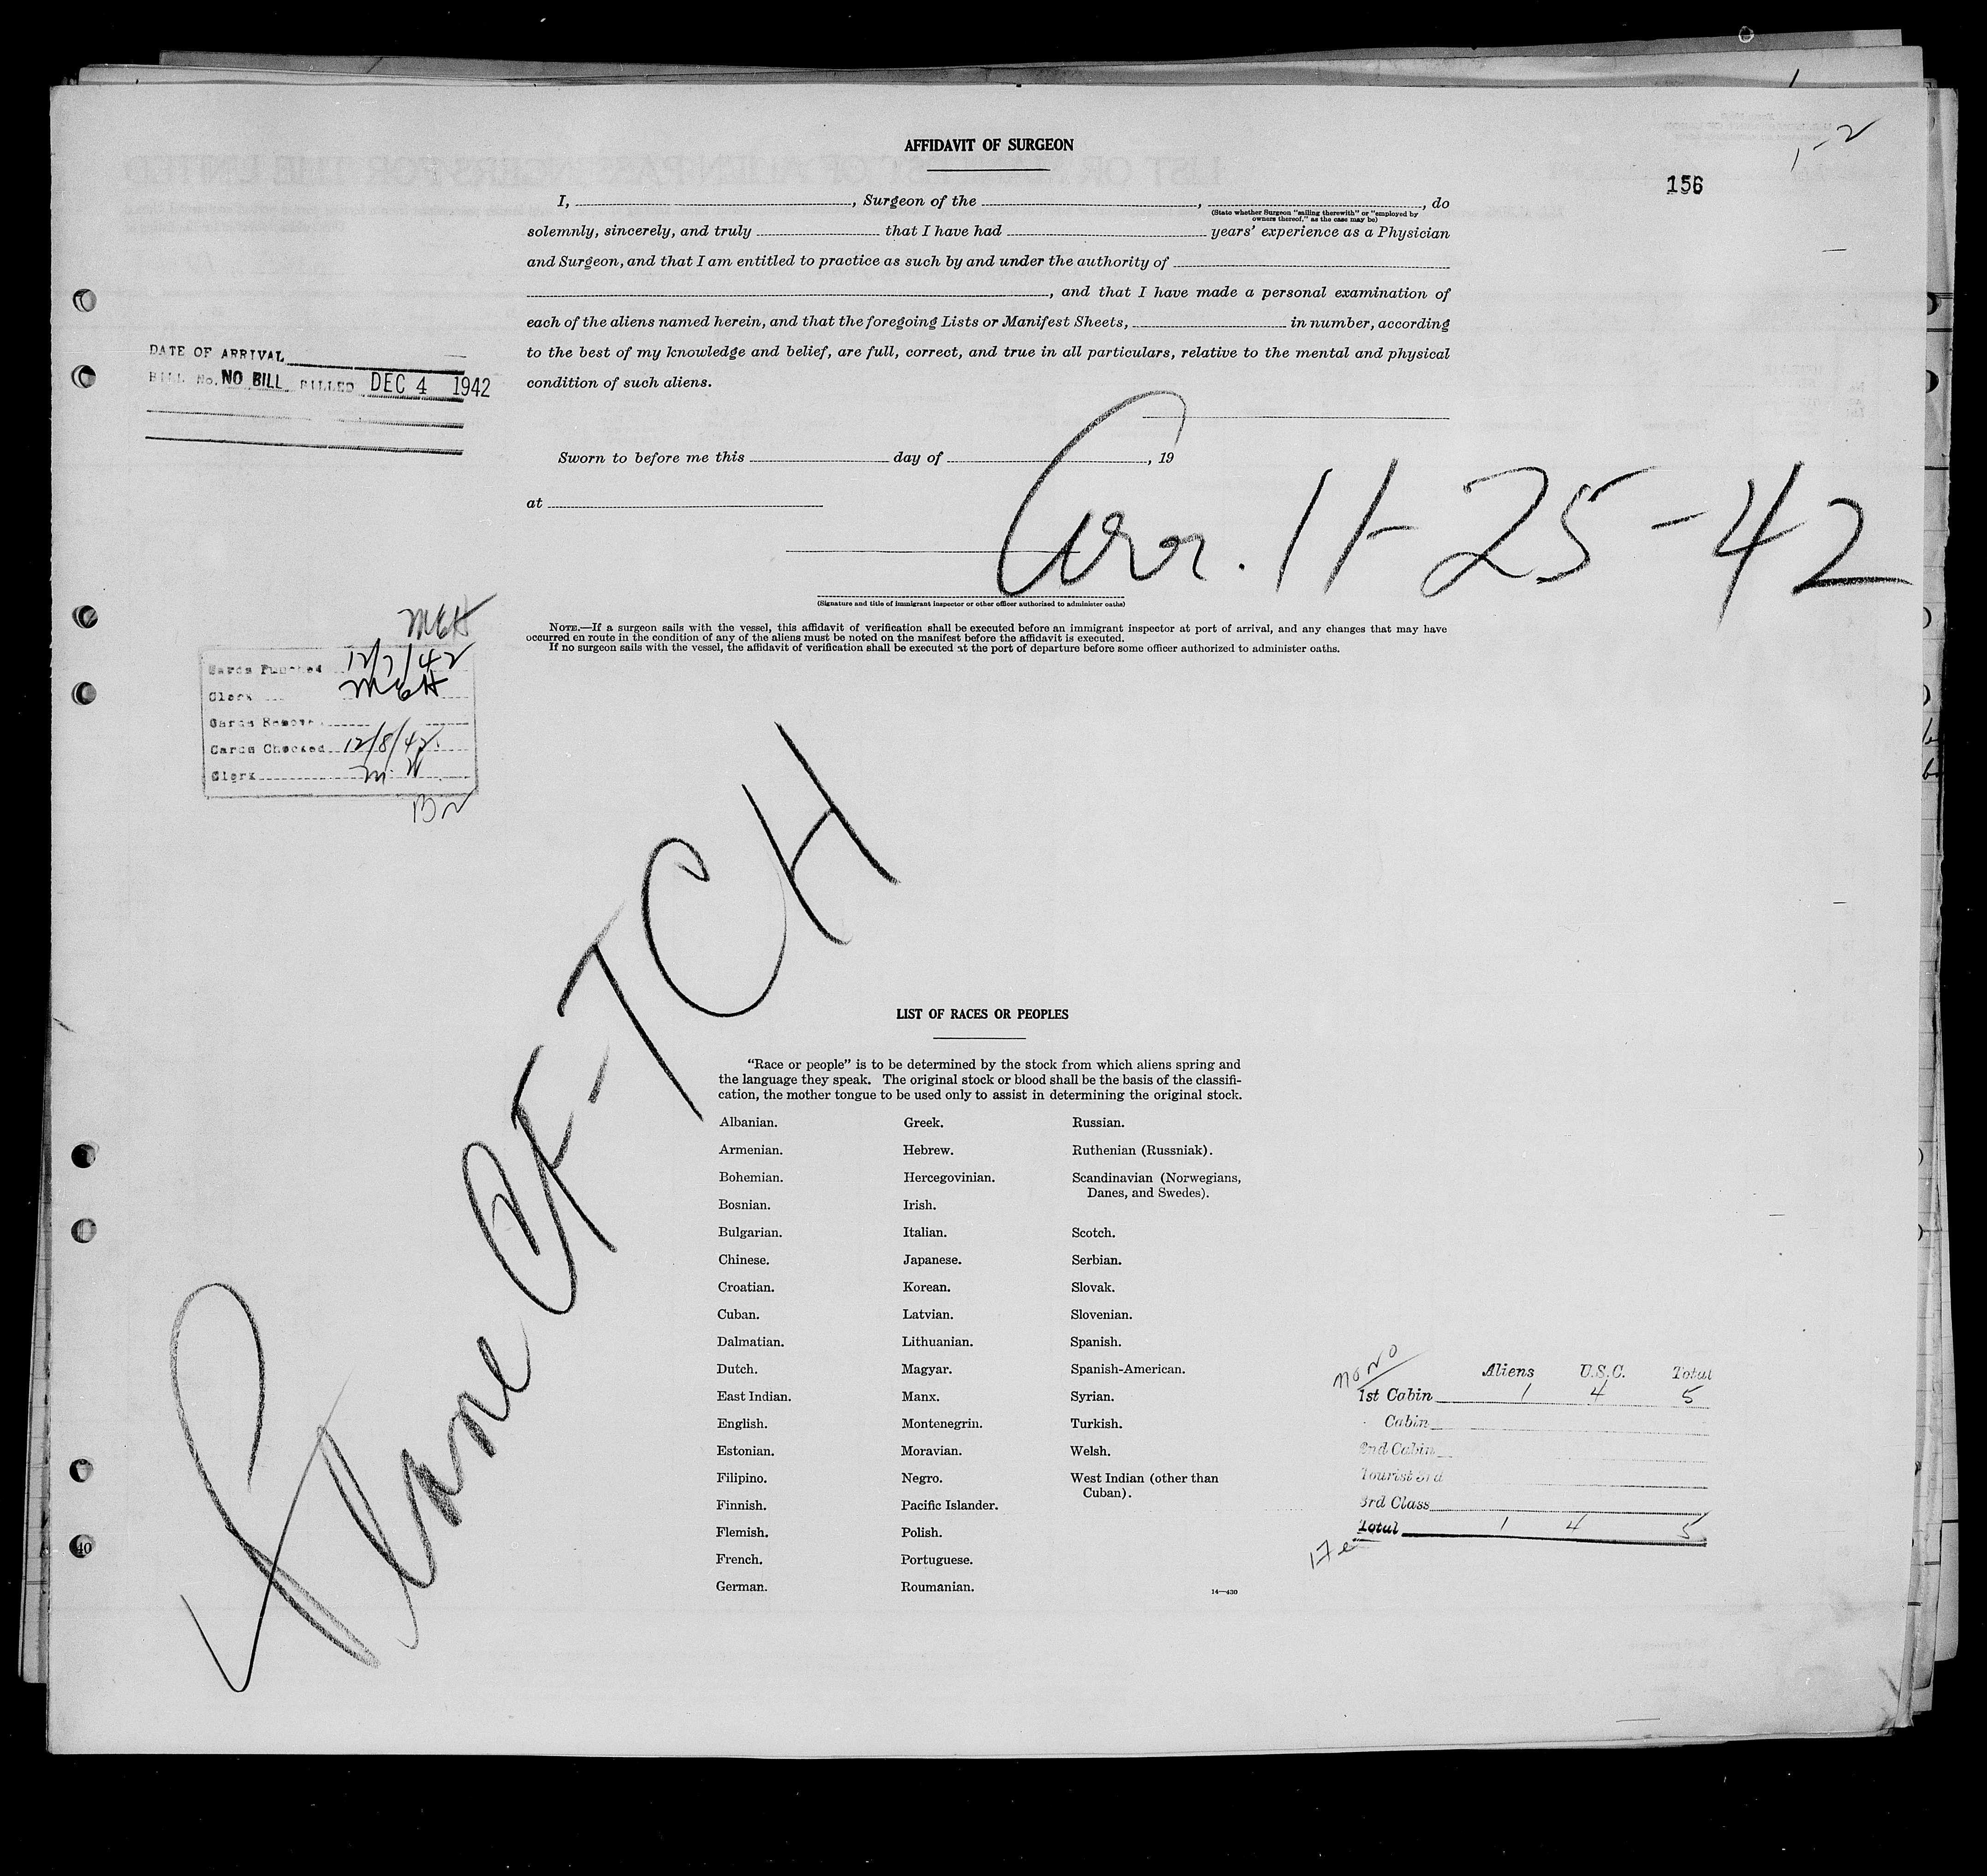 1-2
156
AFFIDAVIT OF SURGEON
I, , Surgeon of the , , do
(State whether Surgeon "sailing therewith" or "employed by
owners thereof," as the case may be)
solemnly, sincerely, and truly that I have had years' experience as a Physician
and Surgeon, and that I am entitled to practice as such by and under the authority of
, and that I have made a personal examination of
each of the aliens named herein, and that the foregoing Lists or Manifest Sheets, in number, according
to the best of my knowledge and belief, are full, correct, and true in all particulars, relative to the mental and physical
condition of such aliens.
DATE OF ARRIVAL
BILL No. NO BILL BILLED DEC 4 1942
Sworn to before me this day of , 19
at
Arr. 11-25-42
(Signature and title of immigrant inspector or other officer authorized to administer oaths)
NOTE.—If a surgeon sails with the vessel, this affidavit of verification shall be executed before an immigrant inspector at port of arrival, and any changes that may have
occurred en route in the condition of any of the aliens must be noted on the manifest before the affidavit is executed.
If no surgeon sails with the vessel, the affidavit of verification shall be executed at the port of departure before some officer authorized to administer oaths.
MEH
Cards Punched 12/7/42
Clerk MEH
Cards Remove
Cards Checked 12/8/42
Clerk
Plane CF-TCH
LIST OF RACES OR PEOPLES
"Race or people" is to be determined by the stock from which aliens spring and
the language they speak. The original stock or blood shall be the basis of the classifi-
cation, the mother tongue to be used only to assist in determining the original stock.
Albanian. Greek. Russian.
Armenian. Hebrew. Ruthenian (Russniak).
Bohemian. Hercegovinian. Scandinavian (Norwegians,
Danes, and Swedes).
Bosnian. Irish.
Bulgarian. Italian. Scotch.
Chinese. Japanese. Serbian.
Croatian. Korean. Slovak.
Cuban. Latvian. Slovenian.
Dalmatian. Lithuanian. Spanish.
Dutch. Magyar. Spanish-American.
East Indian. Manx. Syrian.
English. Montenegrin. Turkish.
Estonian. Moravian. Welsh.
Filipino. Negro. West Indian (other than
Cuban).
Finnish. Pacific Islander.
Flemish. Polish.
French. Portuguese.
German. Roumanian.
14—430
Aliens U.S.C. Total
1st Cabin 1 4 5
Cabin
2nd Cabin
Tourist 3rd
3rd Class
Total 1 4 5
40